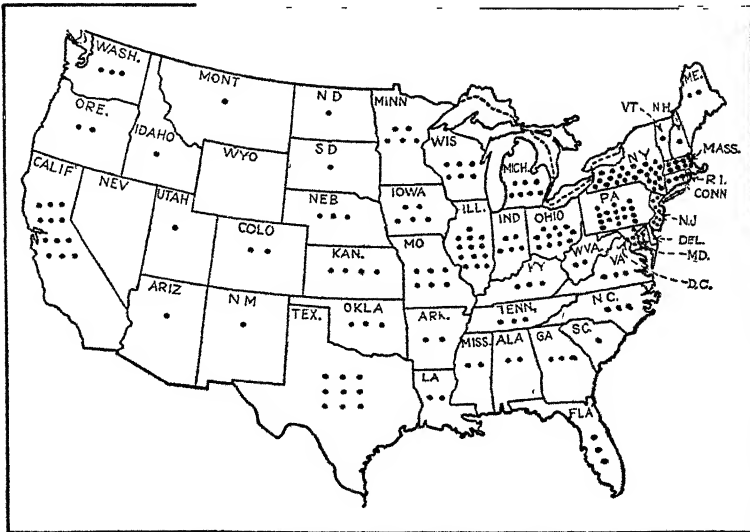 WASH.
MONT
N D
MINN
ME.
VT.
N.H.
ORE.
IDAHO
WYO
S D
WIS
MICH.
N Y
MASS.
R I.
CONN
CALIF
NEV
UTAH
COLO
NEB
IOWA
ILL.
IND
OHIO
PA
N.J
DEL.
MD.
D.C.
KAN.
MO
KY
W.VA.
VA.
ARIZ
N M
TEX.
OKLA
ARK.
TENN.
N C.
S.C.
MISS.
ALA
GA
LA
FLA